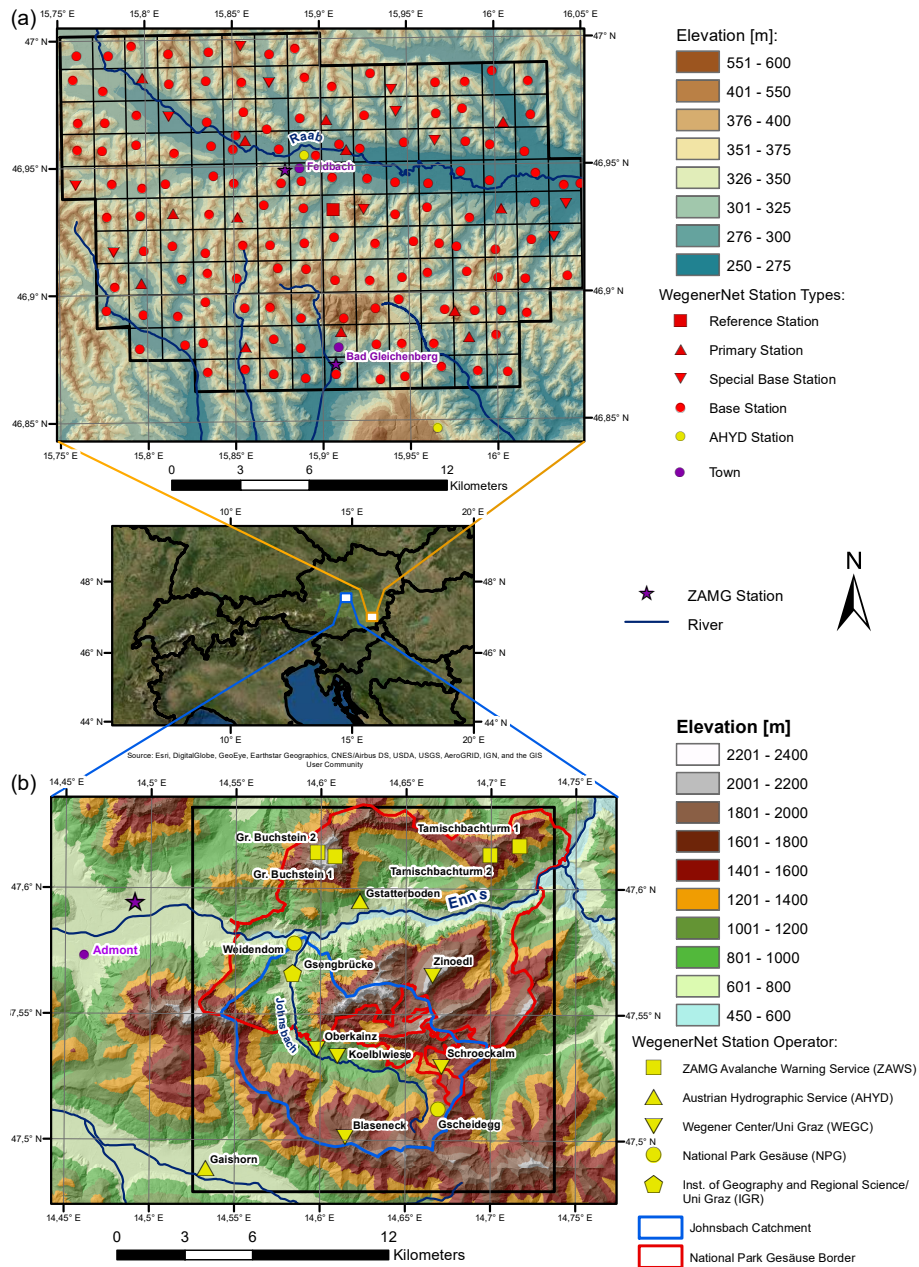 (a)
15,75° E
15,8° E
15,85° E
15,9° E
15,95° E
16° E
16,05° E
47° N
47° N
46,95° N
46,95° N
46,9° N
46,9° N
46,85° N
46,85° N
Raab
Feldbach
Bad Gleichenberg
15,75° E
15,8° E
15,85° E
15,9° E
15,95° E
16° E
16,05° E
0 3 6 12
Kilometers
Elevation [m]:
551 - 600
401 - 550
376 - 400
351 - 375
326 - 350
301 - 325
276 - 300
250 - 275
WegenerNet Station Types:
Reference Station
Primary Station
Special Base Station
Base Station
AHYD Station
Town
10° E
15° E
20° E
48° N
48° N
46° N
46° N
44° N
44° N
10° E
15° E
20° E
Source: Esri, DigitalGlobe, GeoEye, Earthstar Geographics, CNES/Airbus DS, USDA, USGS, AeroGRID, IGN, and the GIS
User Community
ZAMG Station
River
N
(b)
14,45° E
14,5° E
14,55° E
14,6° E
14,65° E
14,7° E
14,75° E
47,6° N
47,6° N
47,55° N
47,55° N
47,5° N
47,5° N
Gr. Buchstein 2
Tamischbachturm 1
Gr. Buchstein 1
Tamischbachturm 2
Gstatterboden
Enns
Admont
Weidendom
Gsengbrücke
Zinoedl
Johnsbach
Oberkainz
Koelblwiese
Schroeckalm
Blaseneck
Gscheidegg
Gaishorn
14,45° E
14,5° E
14,55° E
14,6° E
14,65° E
14,7° E
14,75° E
0 3 6 12
Kilometers
Elevation [m]
2201 - 2400
2001 - 2200
1801 - 2000
1601 - 1800
1401 - 1600
1201 - 1400
1001 - 1200
801 - 1000
601 - 800
450 - 600
WegenerNet Station Operator:
ZAMG Avalanche Warning Service (ZAWS)
Austrian Hydrographic Service (AHYD)
Wegener Center/Uni Graz (WEGC)
National Park Gesäuse (NPG)
Inst. of Geography and Regional Science/
Uni Graz (IGR)
Johnsbach Catchment
National Park Gesäuse Border